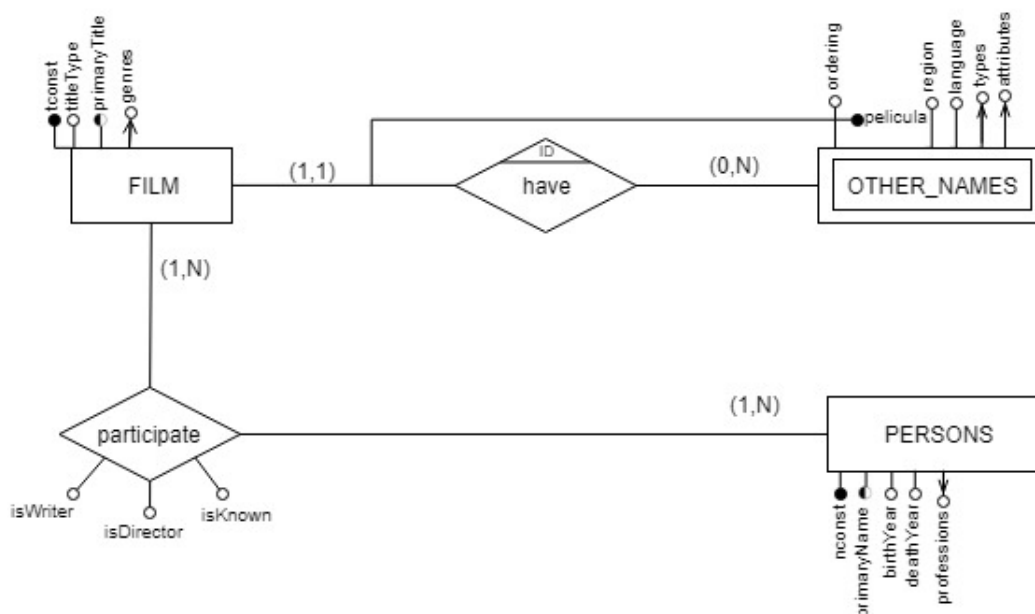 tconst
titleType
primaryTitle
genres
ordering
region
language
types
attributes
pelicula
FILM
(1,1)
ID
have
(0,N)
OTHER_NAMES
(1,N)
participate
(1,N)
PERSONS
isWriter
isDirector
isKnown
nconst
primaryName
birthYear
deathYear
professions